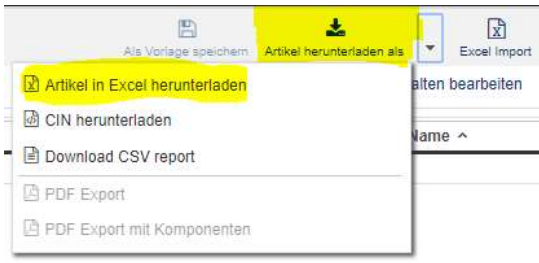 Als Vorlage speichern
Artikel herunterladen als
Excel Import
Artikel in Excel herunterladen
alten bearbeiten
CIN herunterladen
Name
Download CSV report
PDF Export
PDF Export mit Komponenten